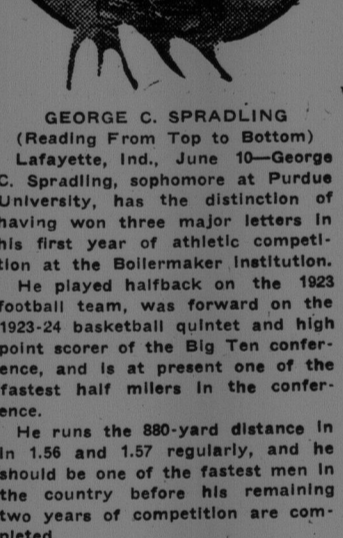 GEORGE C. SPRADLING
(Reading From Top to Bottom)
Lafayette, Ind., June 10—George
C. Spradling, sophomore at Purdue
University, has the distinction of
having won three major letters in
his first year of athletic competi-
tion at the Boilermaker institution.
He played halfback on the 1923
football team, was forward on the
1923-24 basketball quintet and high
point scorer of the Big Ten confer-
ence, and is at present one of the
fastest half milers in the confer-
ence.
He runs the 880-yard distance in
in 1.56 and 1.57 regularly, and he
should be one of the fastest men in
the country before his remaining
two years of competition are com-
pleted.